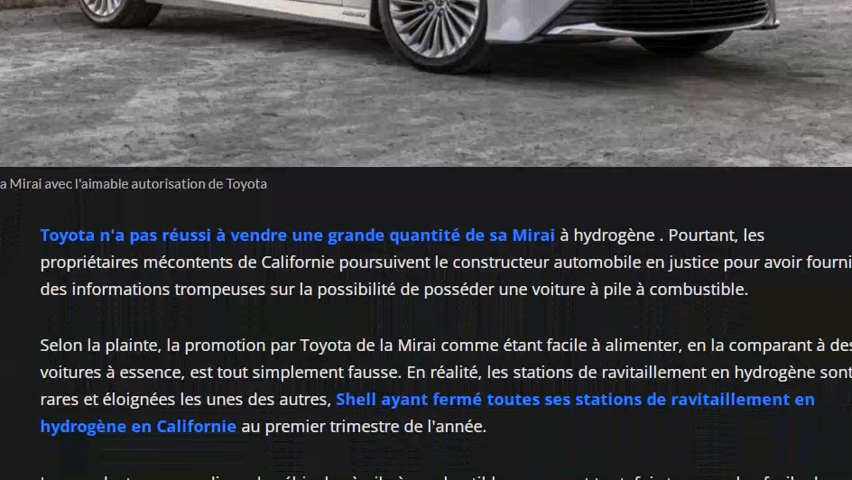 a Mirai avec l'aimable autorisation de Toyota
Toyota n'a pas réussi à vendre une grande quantité de sa Mirai à hydrogène . Pourtant, les
propriétaires mécontents de Californie poursuivent le constructeur automobile en justice pour avoir fourni
des informations trompeuses sur la possibilité de posséder une voiture à pile à combustible.
Selon la plainte, la promotion par Toyota de la Mirai comme étant facile à alimenter, en la comparant à des
voitures à essence, est tout simplement fausse. En réalité, les stations de ravitaillement en hydrogène sont
rares et éloignées les unes des autres, Shell ayant fermé toutes ses stations de ravitaillement en
hydrogène en Californie au premier trimestre de l'année.